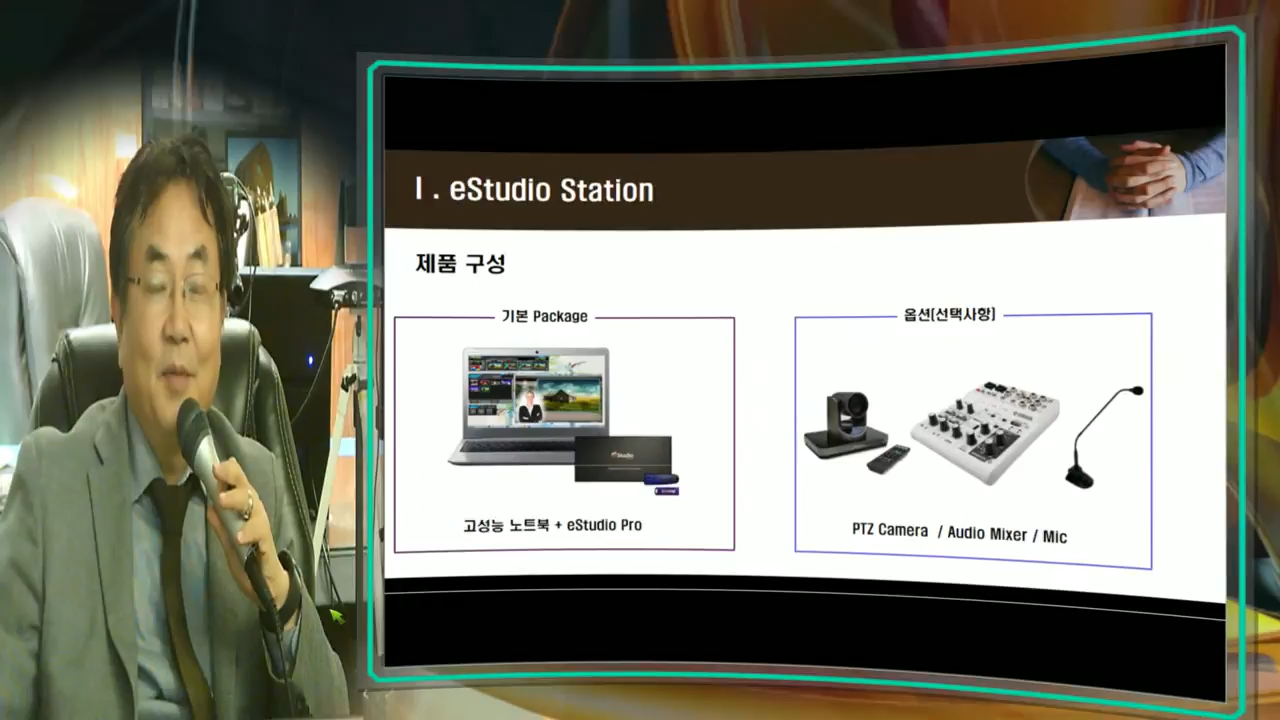 Ⅰ. eStudio Station
제품 구성
기본 Package
고성능 노트북 + eStudio Pro
옵션(선택사항)
PTZ Camera / Audio Mixer / Mic